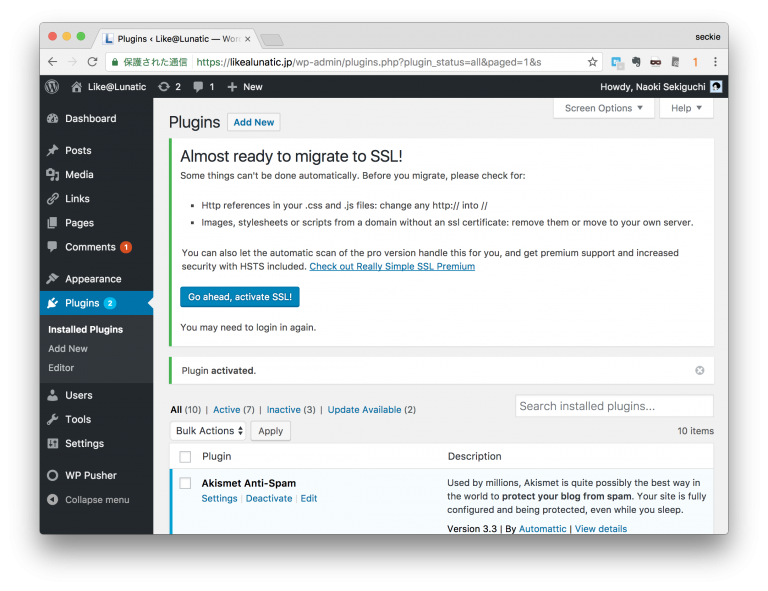 Plugins ‹ Like@Lunatic — Wor
seckie
保護された通信 https://likealunatic.jp/wp-admin/plugins.php?plugin_status=all&paged=1&s
Like@Lunatic 2 1 New Howdy, Naoki Sekiguchi
Dashboard
Posts
Media
Links
Pages
Comments 1
Appearance
Plugins 2
Installed Plugins
Add New
Editor
Users
Tools
Settings
WP Pusher
Collapse menu
Screen Options Help
Plugins Add New
Almost ready to migrate to SSL!
Some things can't be done automatically. Before you migrate, please check for:
Http references in your .css and .js files: change any http:// into //
Images, stylesheets or scripts from a domain without an ssl certificate: remove them or move to your own server.
You can also let the automatic scan of the pro version handle this for you, and get premium support and increased
security with HSTS included. Check out Really Simple SSL Premium
Go ahead, activate SSL!
You may need to login in again.
Plugin activated.
All (10) | Active (7) | Inactive (3) | Update Available (2)
Search installed plugins...
Bulk Actions Apply
10 items
Plugin Description
Akismet Anti-Spam
Settings | Deactivate | Edit
Used by millions, Akismet is quite possibly the best way in
the world to protect your blog from spam. Your site is fully
configured and being protected, even while you sleep.
Version 3.3 | By Automattic | View details